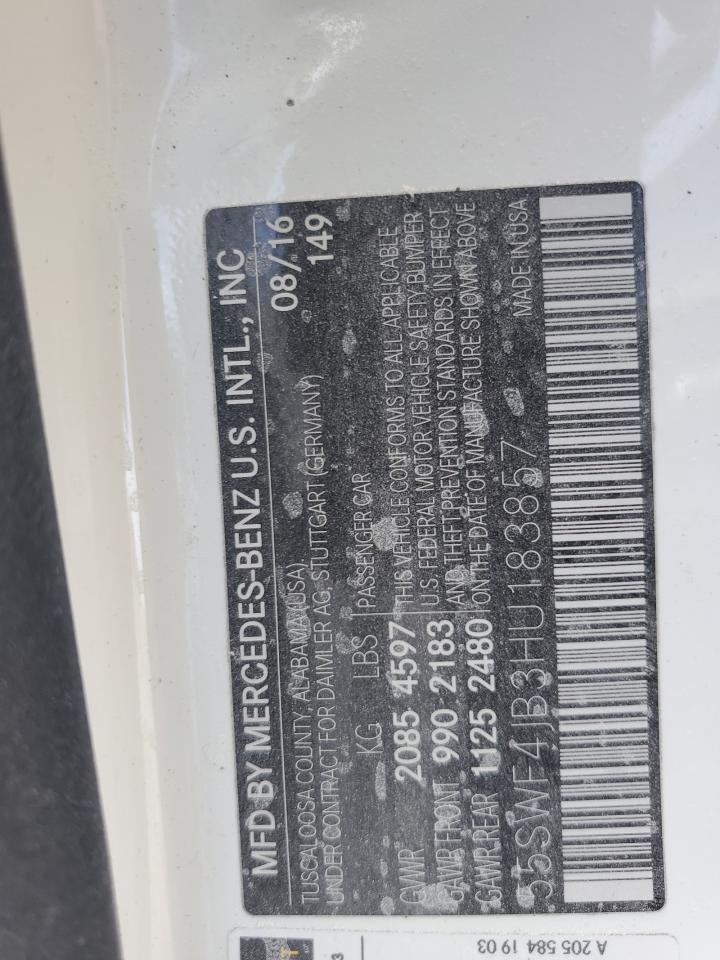 MFD BY MERCEDES-BENZ U.S. INTL., INC
TUSCALOOSA COUNTY, ALABAMA(USA) 08/16
UNDER CONTRACT FOR DAIMLER AG, STUTTGART (GERMANY) 149
KG LBS PASSENGER CAR
GVWR 2085 4597 THIS VEHICLE CONFORMS TO ALL APPLICABLE
GAWR FRONT 990 2183 U.S. FEDERAL MOTOR VEHICLE SAFETY, BUMPER
AND THEFT PREVENTION STANDARDS, IN EFFECT
GAWR REAR 1125 2480 ON THE DATE OF MANUFACTURE SHOWN ABOVE
55SWF4JB3HU183857 MADE IN USA
A 205 584 19 03